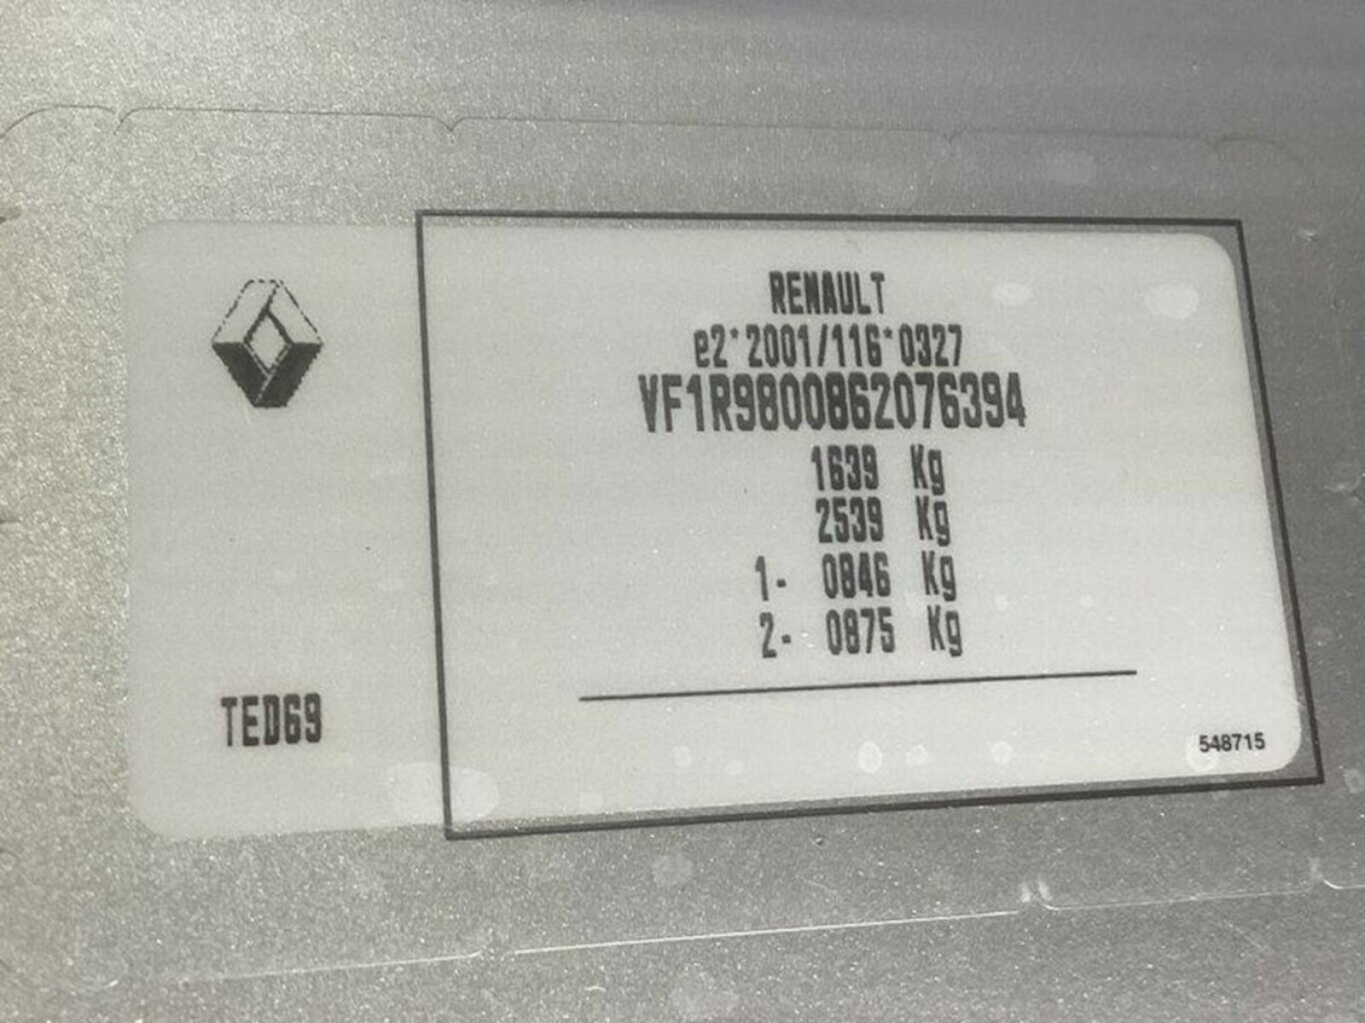 RENAULT
e2*2001/116*0327
VF1R9800862076394
1639 Kg
2539 Kg
1- 0846 Kg
2- 0875 Kg
TED69
548715